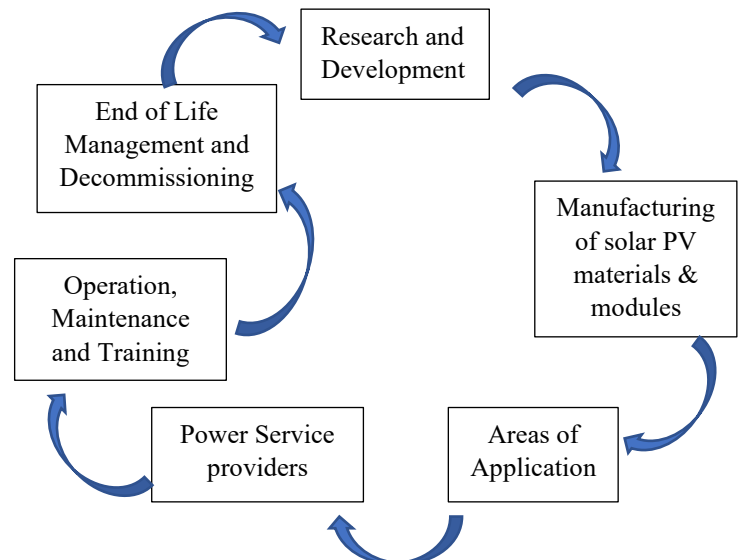 Research and
Development
Manufacturing
of solar PV
materials &
modules
Areas of
Application
Power Service
providers
Operation,
Maintenance
and Training
End of Life
Management and
Decommissioning